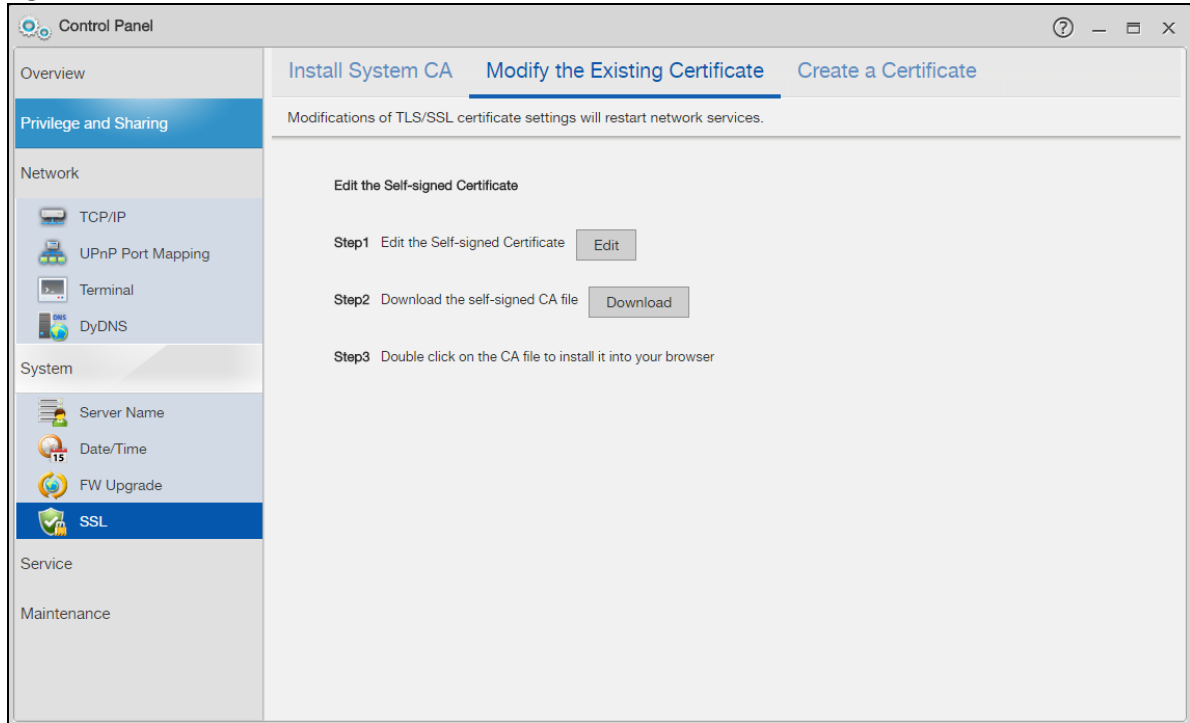 Control Panel
Overview
Privilege and Sharing
Network
TCP/IP
UPnP Port Mapping
Terminal
DNS
DyDNS
System
Server Name
15
Date/Time
FW Upgrade
SSL
Service
Maintenance
Install System CA Modify the Existing Certificate Create a Certificate
Modifications of TLS/SSL certificate settings will restart network services.
Edit the Self-signed Certificate
Step1 Edit the Self-signed Certificate Edit
Step2 Download the self-signed CA file Download
Step3 Double click on the CA file to install it into your browser